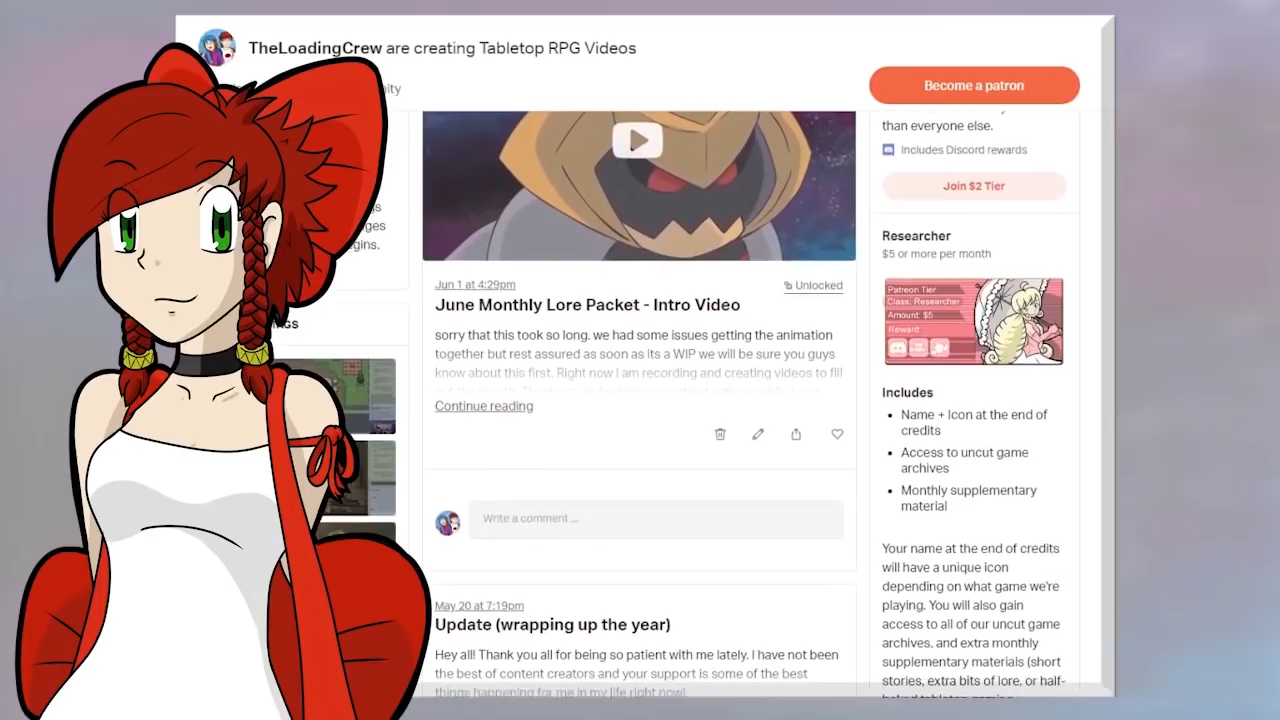 TheLoadingCrew are creating Tabletop RPG Videos
Become a patron
than everyone else.
Includes Discord rewards
Join $2 Tier
Researcher
$5 or more per month
Patreon Tier
Class: Researcher
Amount: $5
Reward:
Includes
Name + Icon at the end of
credits
Access to uncut game
archives
Monthly supplementary
material
Your name at the end of credits
will have a unique icon
depending on what game we're
playing. You will also gain
access to all of our uncut game
archives, and extra monthly
supplementary materials (short
stories, extra bits of lore, or half-
Jun 1 at 4:29pm
Unlocked
June Monthly Lore Packet - Intro Video
sorry that this took so long. we had some issues getting the animation
together but rest assured as soon as its a WIP we will be sure you guys
know about this first. Right now I am recording and creating videos to fill
Continue reading
Write a comment ...
May 20 at 7:19pm
Update (wrapping up the year)
Hey all! Thank you all for being so patient with me lately. I have not been
the best of content creators and your support is some of the best
things happening for me in my life right now!